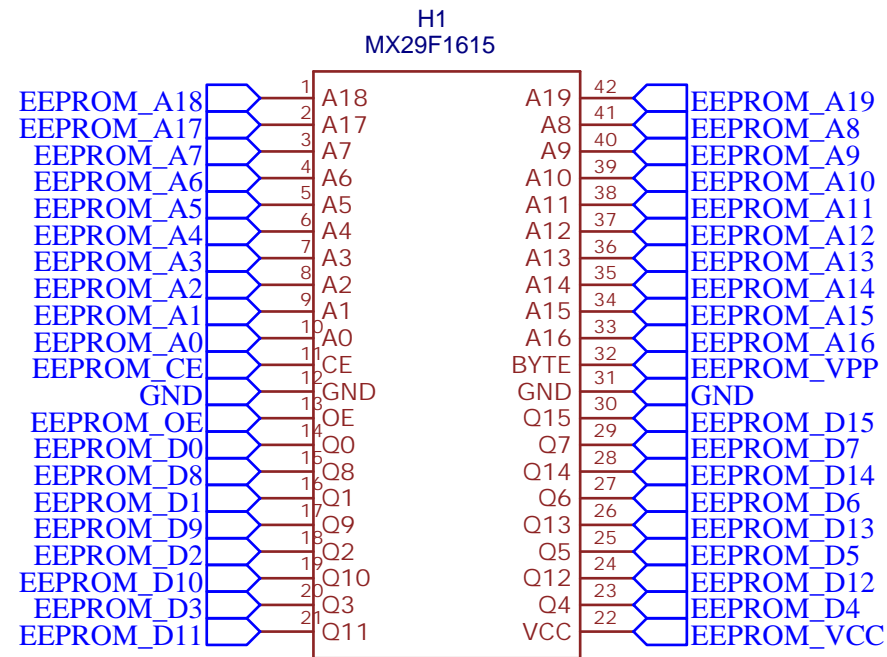 H1
MX29F1615
EEPROM_A18 1 A18 A19 42 EEPROM_A19
EEPROM_A17 2 A17 A8 41 EEPROM_A8
EEPROM_A7 3 A7 A9 40 EEPROM_A9
EEPROM_A6 4 A6 A10 39 EEPROM_A10
EEPROM_A5 5 A5 A11 38 EEPROM_A11
EEPROM_A4 6 A4 A12 37 EEPROM_A12
EEPROM_A3 7 A3 A13 36 EEPROM_A13
EEPROM_A2 8 A2 A14 35 EEPROM_A14
EEPROM_A1 9 A1 A15 34 EEPROM_A15
EEPROM_A0 10 A0 A16 33 EEPROM_A16
EEPROM_CE 11 CE BYTE 32 EEPROM_VPP
GND 12 GND GND 31 GND
EEPROM_OE 13 OE Q15 30 EEPROM_D15
EEPROM_D0 14 Q0 Q7 29 EEPROM_D7
EEPROM_D8 15 Q8 Q14 28 EEPROM_D14
EEPROM_D1 16 Q1 Q6 27 EEPROM_D6
EEPROM_D9 17 Q9 Q13 26 EEPROM_D13
EEPROM_D2 18 Q2 Q5 25 EEPROM_D5
EEPROM_D10 19 Q10 Q12 24 EEPROM_D12
EEPROM_D3 20 Q3 Q4 23 EEPROM_D4
EEPROM_D11 21 Q11 VCC 22 EEPROM_VCC